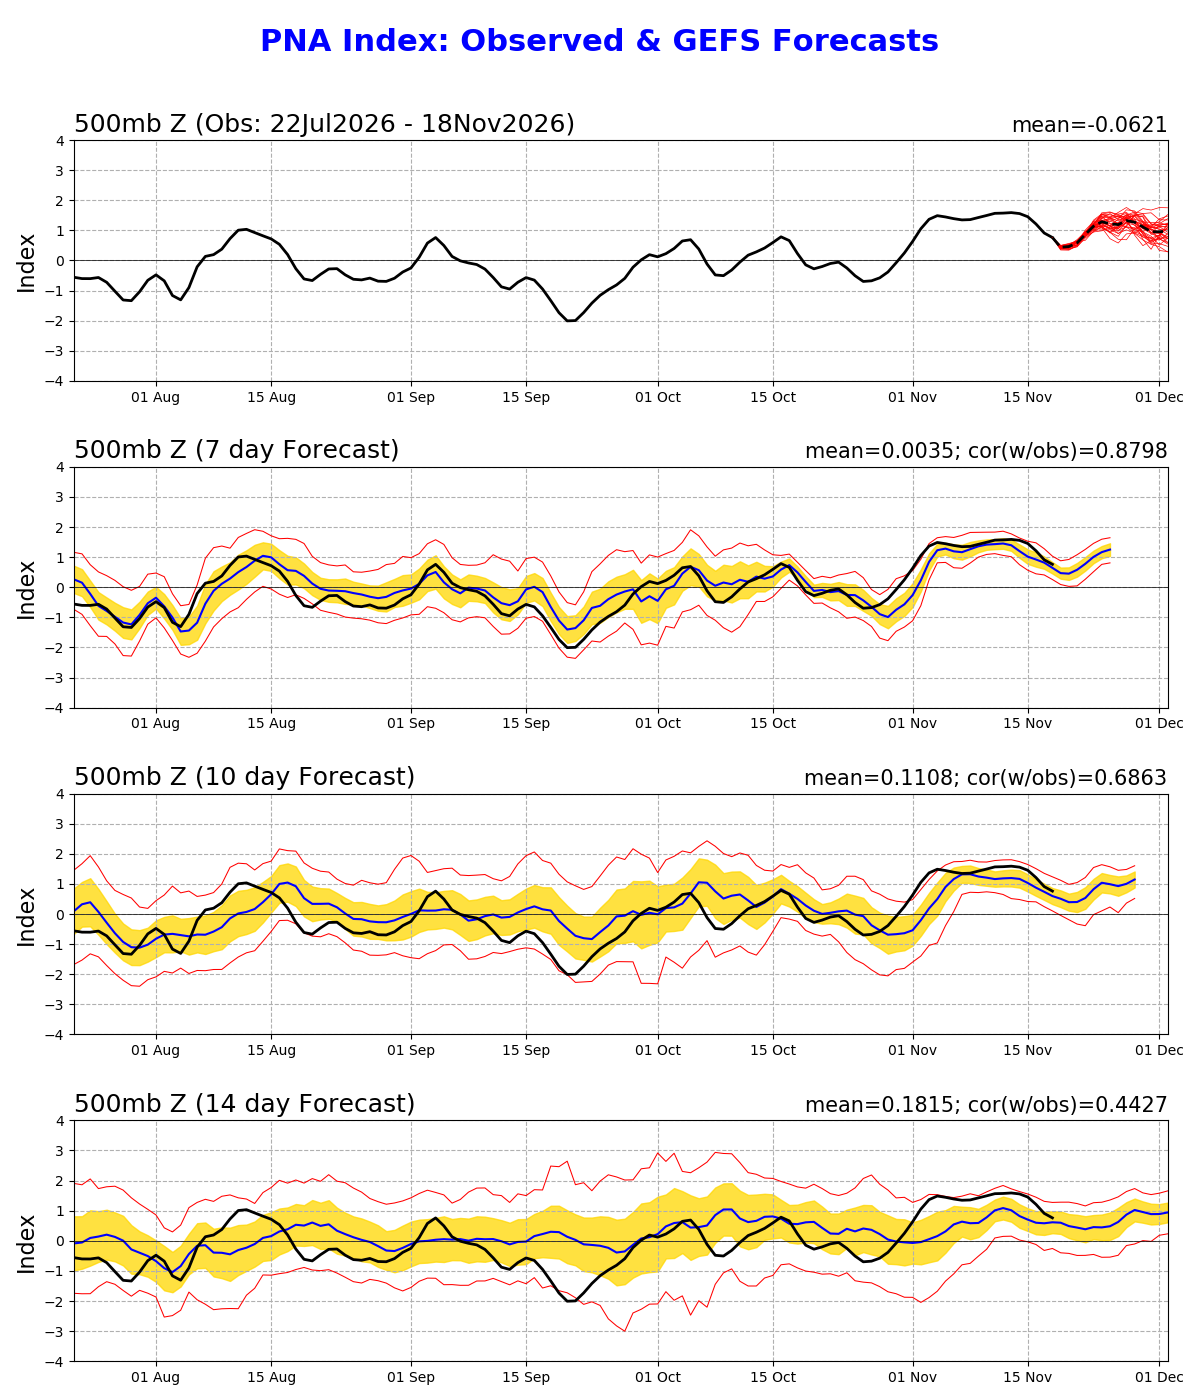 PNA Index: Observed & GEFS Forecasts
500mb Z (Obs: 22Jul2026 - 18Nov2026) mean=-0.0621
4
3
2
1
0
−1
−2
−3
−4
Index
01 Aug 15 Aug 01 Sep 15 Sep 01 Oct 15 Oct 01 Nov 15 Nov 01 Dec
500mb Z (7 day Forecast) mean=0.0035; cor(w/obs)=0.8798
4
3
2
1
0
−1
−2
−3
−4
Index
01 Aug 15 Aug 01 Sep 15 Sep 01 Oct 15 Oct 01 Nov 15 Nov 01 Dec
500mb Z (10 day Forecast) mean=0.1108; cor(w/obs)=0.6863
4
3
2
1
0
−1
−2
−3
−4
Index
01 Aug 15 Aug 01 Sep 15 Sep 01 Oct 15 Oct 01 Nov 15 Nov 01 Dec
500mb Z (14 day Forecast) mean=0.1815; cor(w/obs)=0.4427
4
3
2
1
0
−1
−2
−3
−4
Index
01 Aug 15 Aug 01 Sep 15 Sep 01 Oct 15 Oct 01 Nov 15 Nov 01 Dec